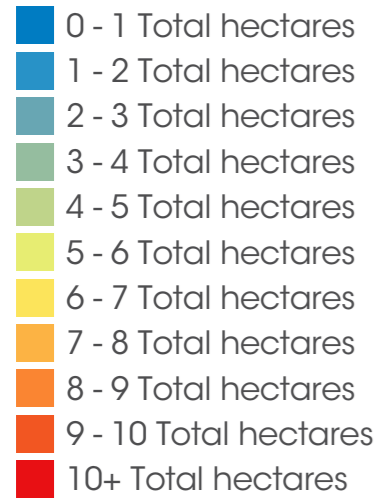 0 - 1 Total hectares
1 - 2 Total hectares
2 - 3 Total hectares
3 - 4 Total hectares
4 - 5 Total hectares
5 - 6 Total hectares
6 - 7 Total hectares
7 - 8 Total hectares
8 - 9 Total hectares
9 - 10 Total hectares
10+ Total hectares